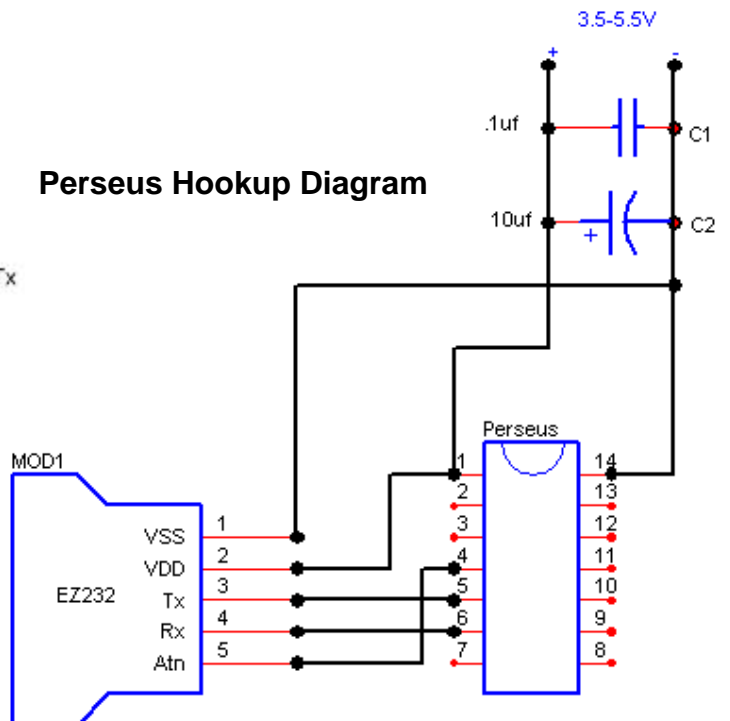 3.5-5.5V
+ -
.1uf C1
Perseus Hookup Diagram
10uf + C2
Tx
Perseus
MOD1
1 14
2 13
3 12
4 11
5 10
6 9
7 8
EZ232
VSS 1
VDD 2
Tx 3
Rx 4
Atn 5